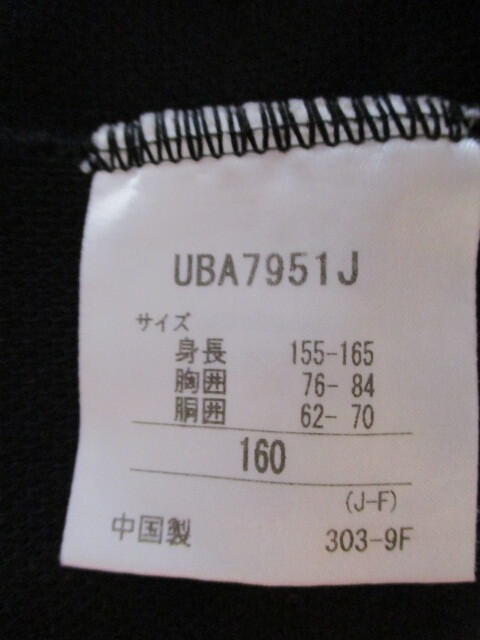 UBA7951J
サイズ
身長 155-165
胸囲 76- 84
胴囲 62- 70
160
(J-F)
中国製 303-9F